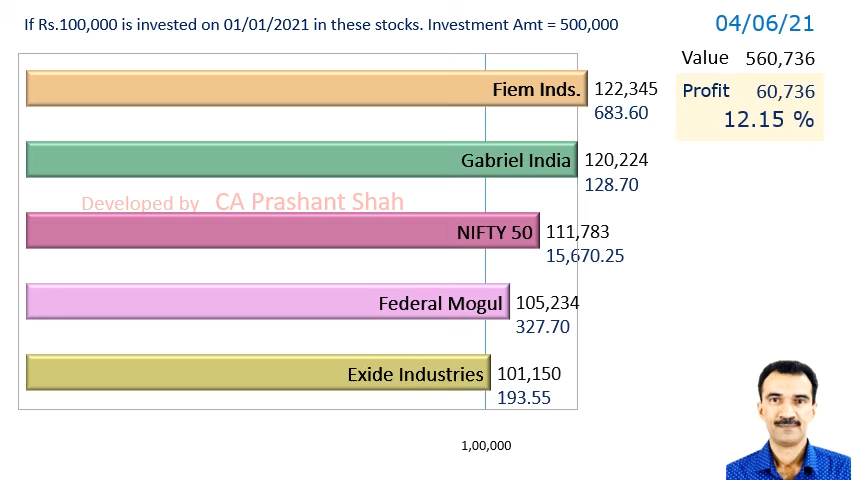 If Rs.100,000 is invested on 01/01/2021 in these stocks. Investment Amt = 500,000
04/06/21
Value 560,736
Profit 60,736
12.15 %
Fiem Inds. 122,345
683.60
Gabriel India 120,224
128.70
Developed by CA Prashant Shah
NIFTY 50 111,783
15,670.25
Federal Mogul 105,234
327.70
Exide Industries 101,150
193.55
1,00,000